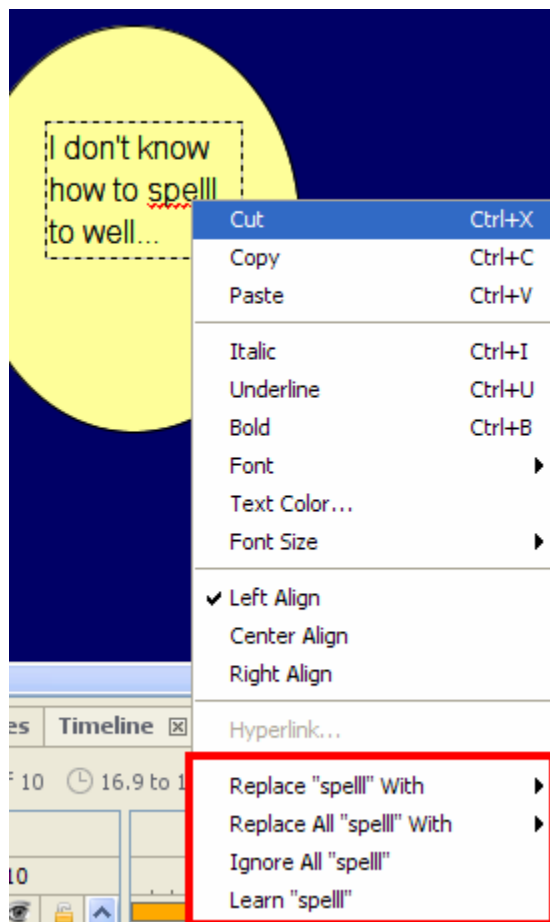 I don't know
how to spelll
to well...
Cut Ctrl+X
Copy Ctrl+C
Paste Ctrl+V
Italic Ctrl+I
Underline Ctrl+U
Bold Ctrl+B
Font
Text Color...
Font Size
Left Align
Center Align
Right Align
Hyperlink...
Replace "spelll" With
Replace All "spelll" With
Ignore All "spelll"
Learn "spelll"
Timeline
10 16.9 to
10